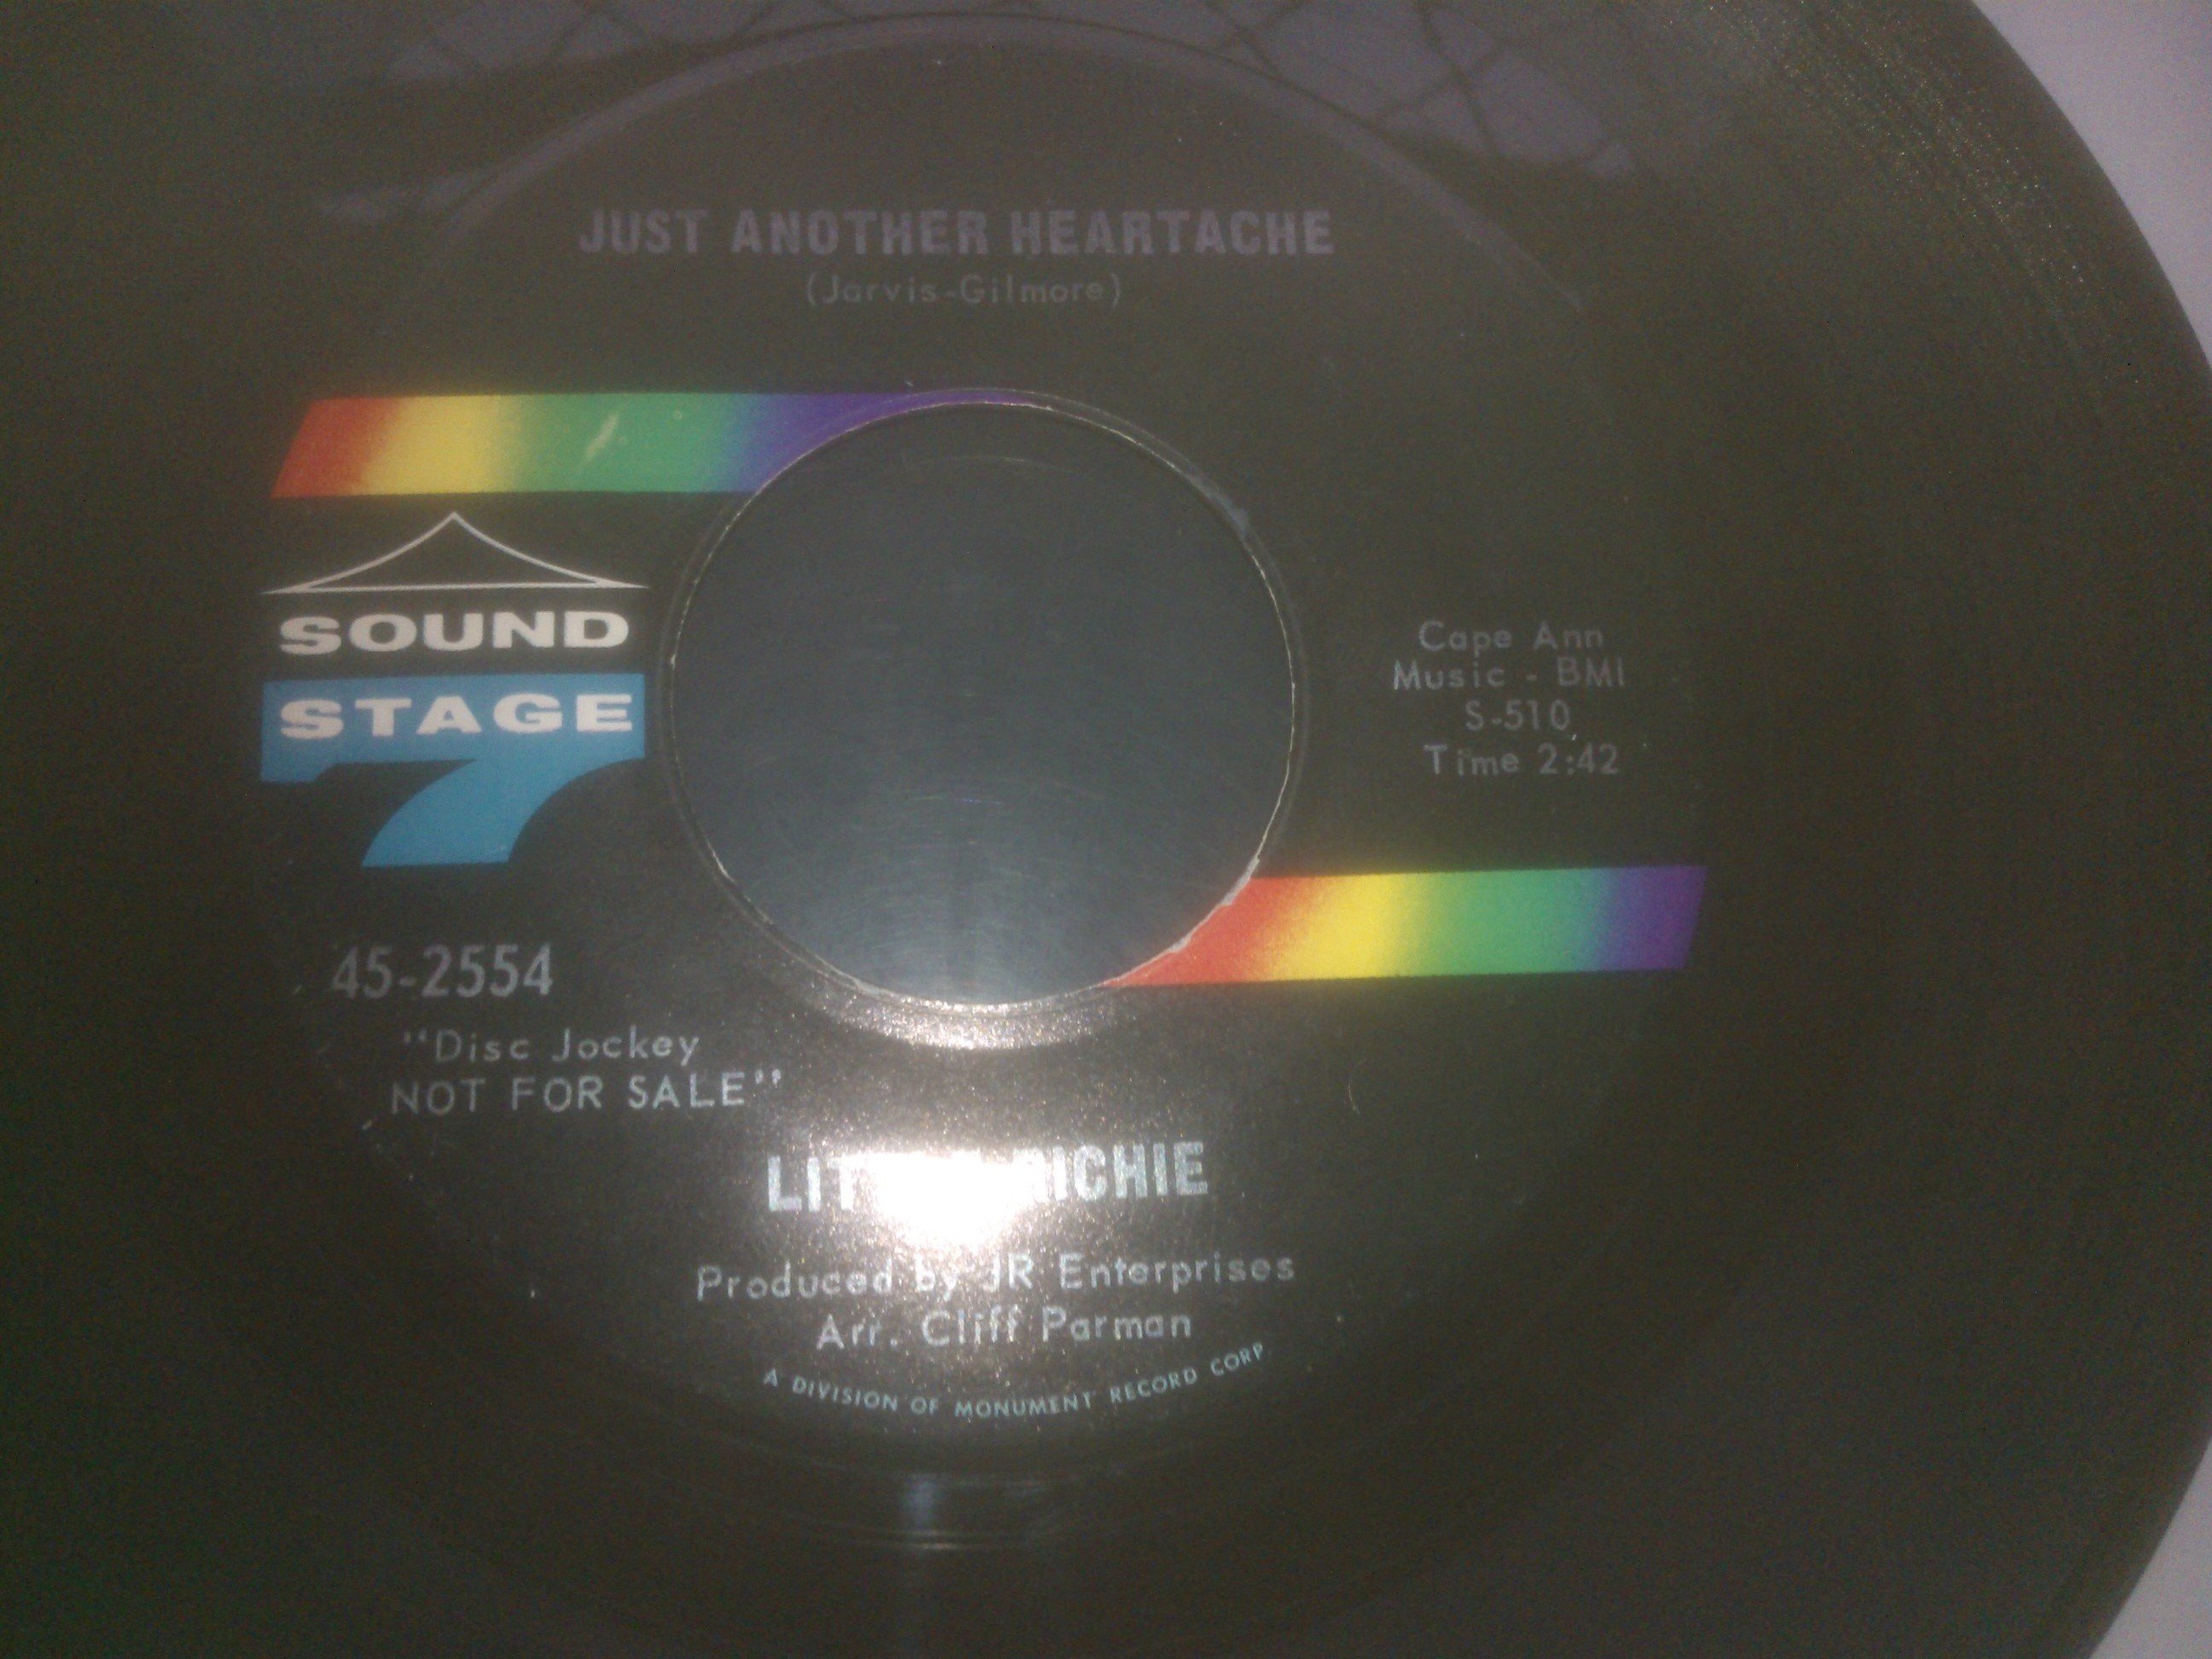 JUST ANOTHER HEARTACHE
(Jarvis-Gilmore)
SOUND
STAGE
7
Cape Ann
Music - BMI
S-510
Time 2:42
45-2554
"Disc Jockey
NOT FOR SALE"
RICHIE
Produced by JR Enterprises
Arr. Cliff Parman
A DIVISION OF MONUMENT RECORD CORP